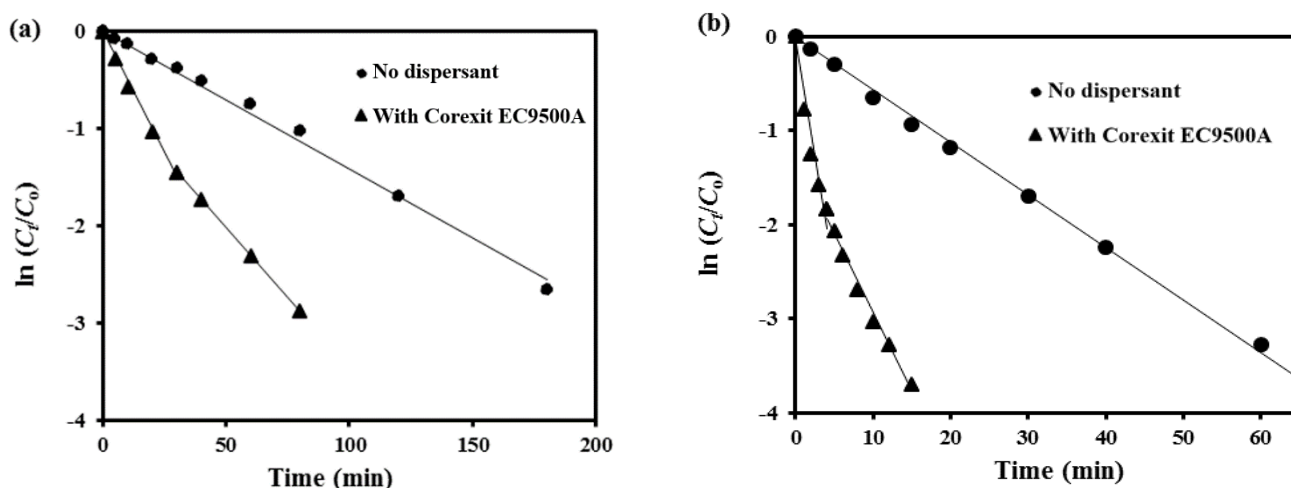 (a)
0
-1
-2
-3
-4
ln (Ct/Co)
No dispersant
With Corexit EC9500A
0 50 100 150 200
Time (min)
(b)
0
-1
-2
-3
-4
ln (Ct/Co)
No dispersant
With Corexit EC9500A
0 10 20 30 40 50 60
Time (min)